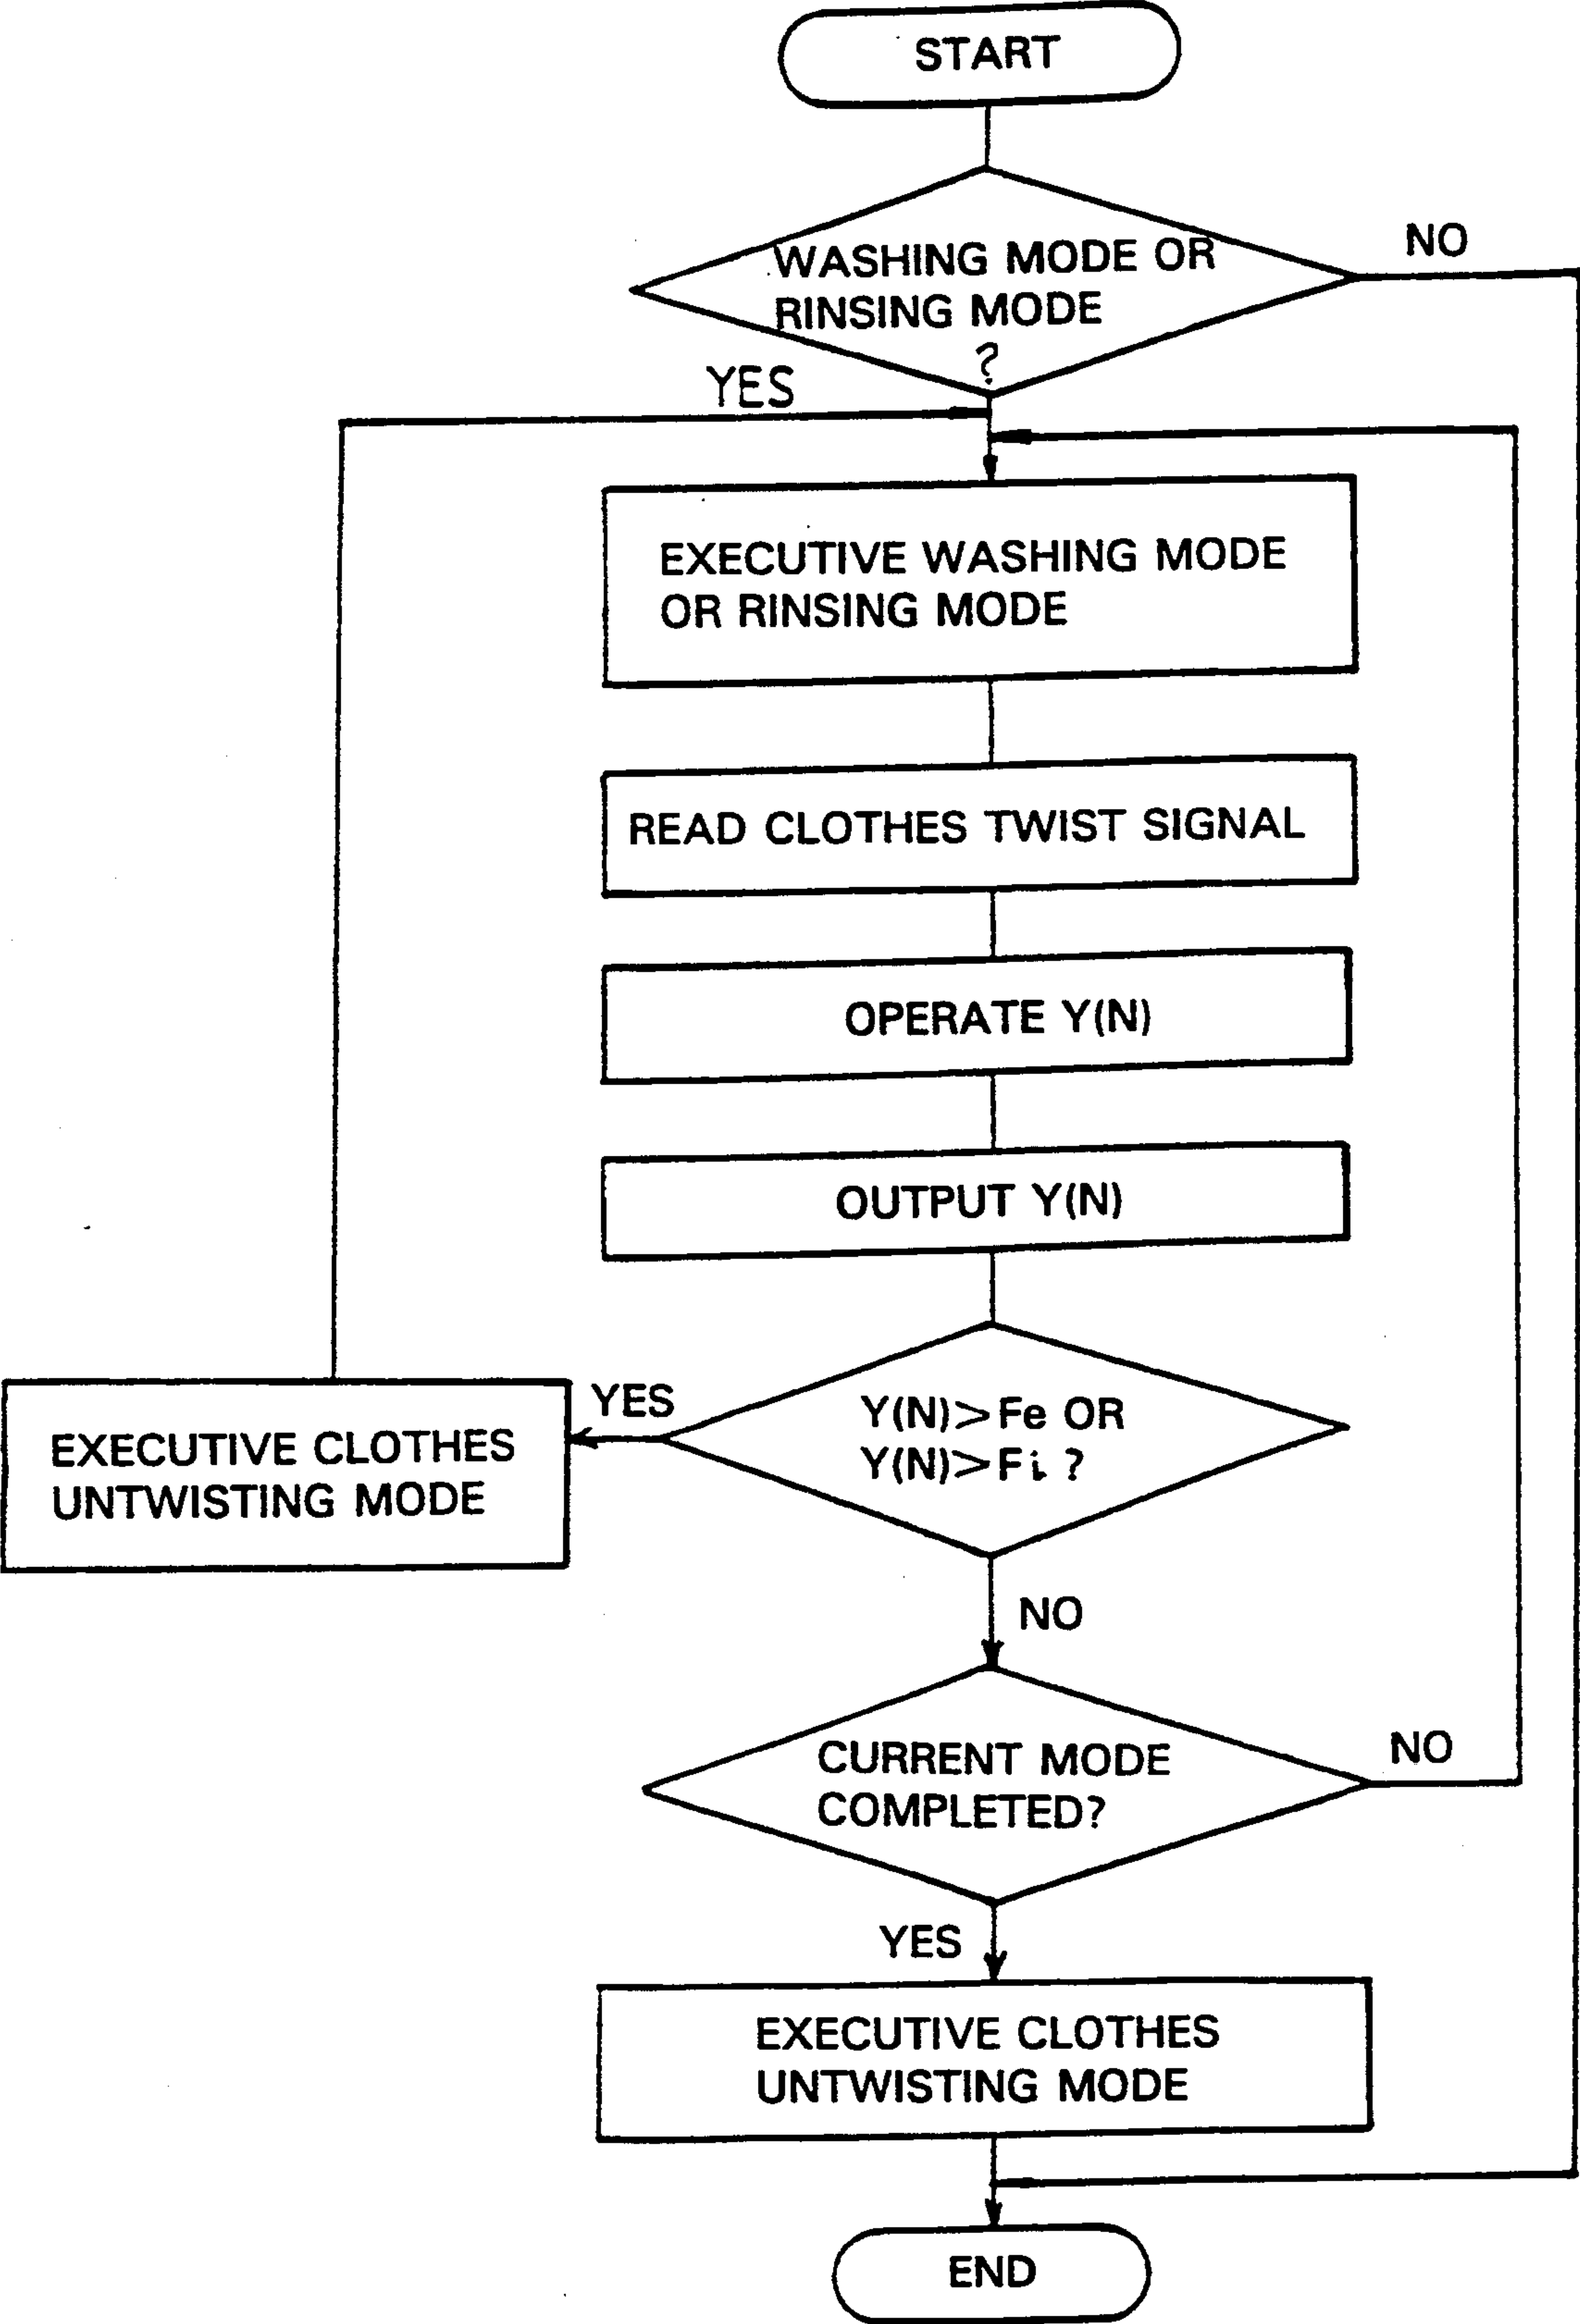 START
WASHING MODE OR
RINSING MODE
?
NO
YES
EXECUTIVE WASHING MODE
OR RINSING MODE
READ CLOTHES TWIST SIGNAL
OPERATE Y(N)
OUTPUT Y(N)
Y(N)>Fe OR
Y(N)>Fi ?
YES
EXECUTIVE CLOTHES
UNTWISTING MODE
NO
CURRENT MODE
COMPLETED?
NO
YES
EXECUTIVE CLOTHES
UNTWISTING MODE
END